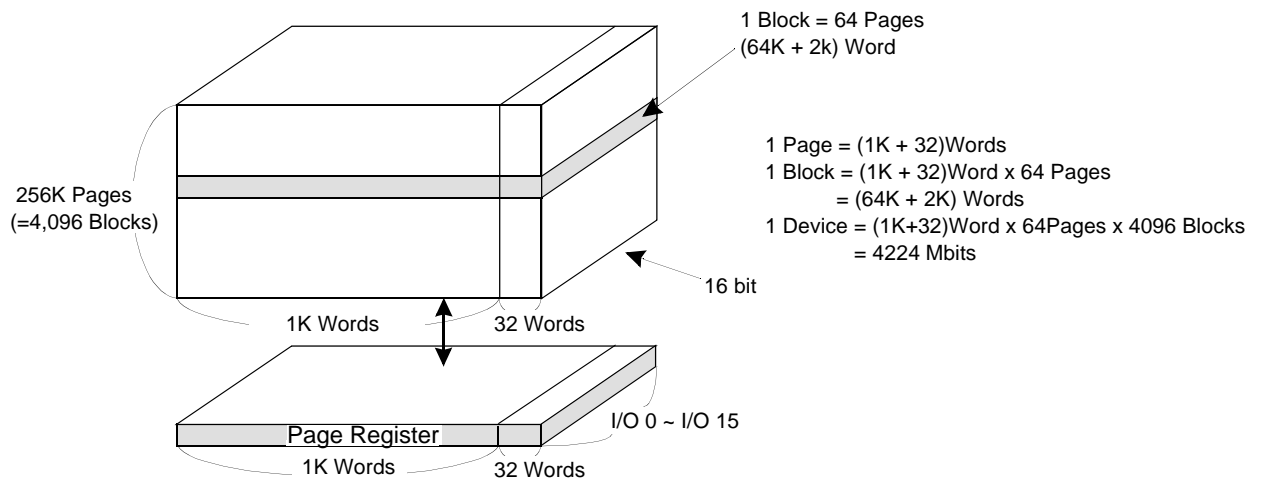 1 Block = 64 Pages
(64K + 2k) Word
1 Page = (1K + 32)Words
1 Block = (1K + 32)Word x 64 Pages
= (64K + 2K) Words
1 Device = (1K+32)Word x 64Pages x 4096 Blocks
= 4224 Mbits
256K Pages
(=4,096 Blocks)
16 bit
1K Words
32 Words
I/O 0 ~ I/O 15
Page Register
1K Words
32 Words